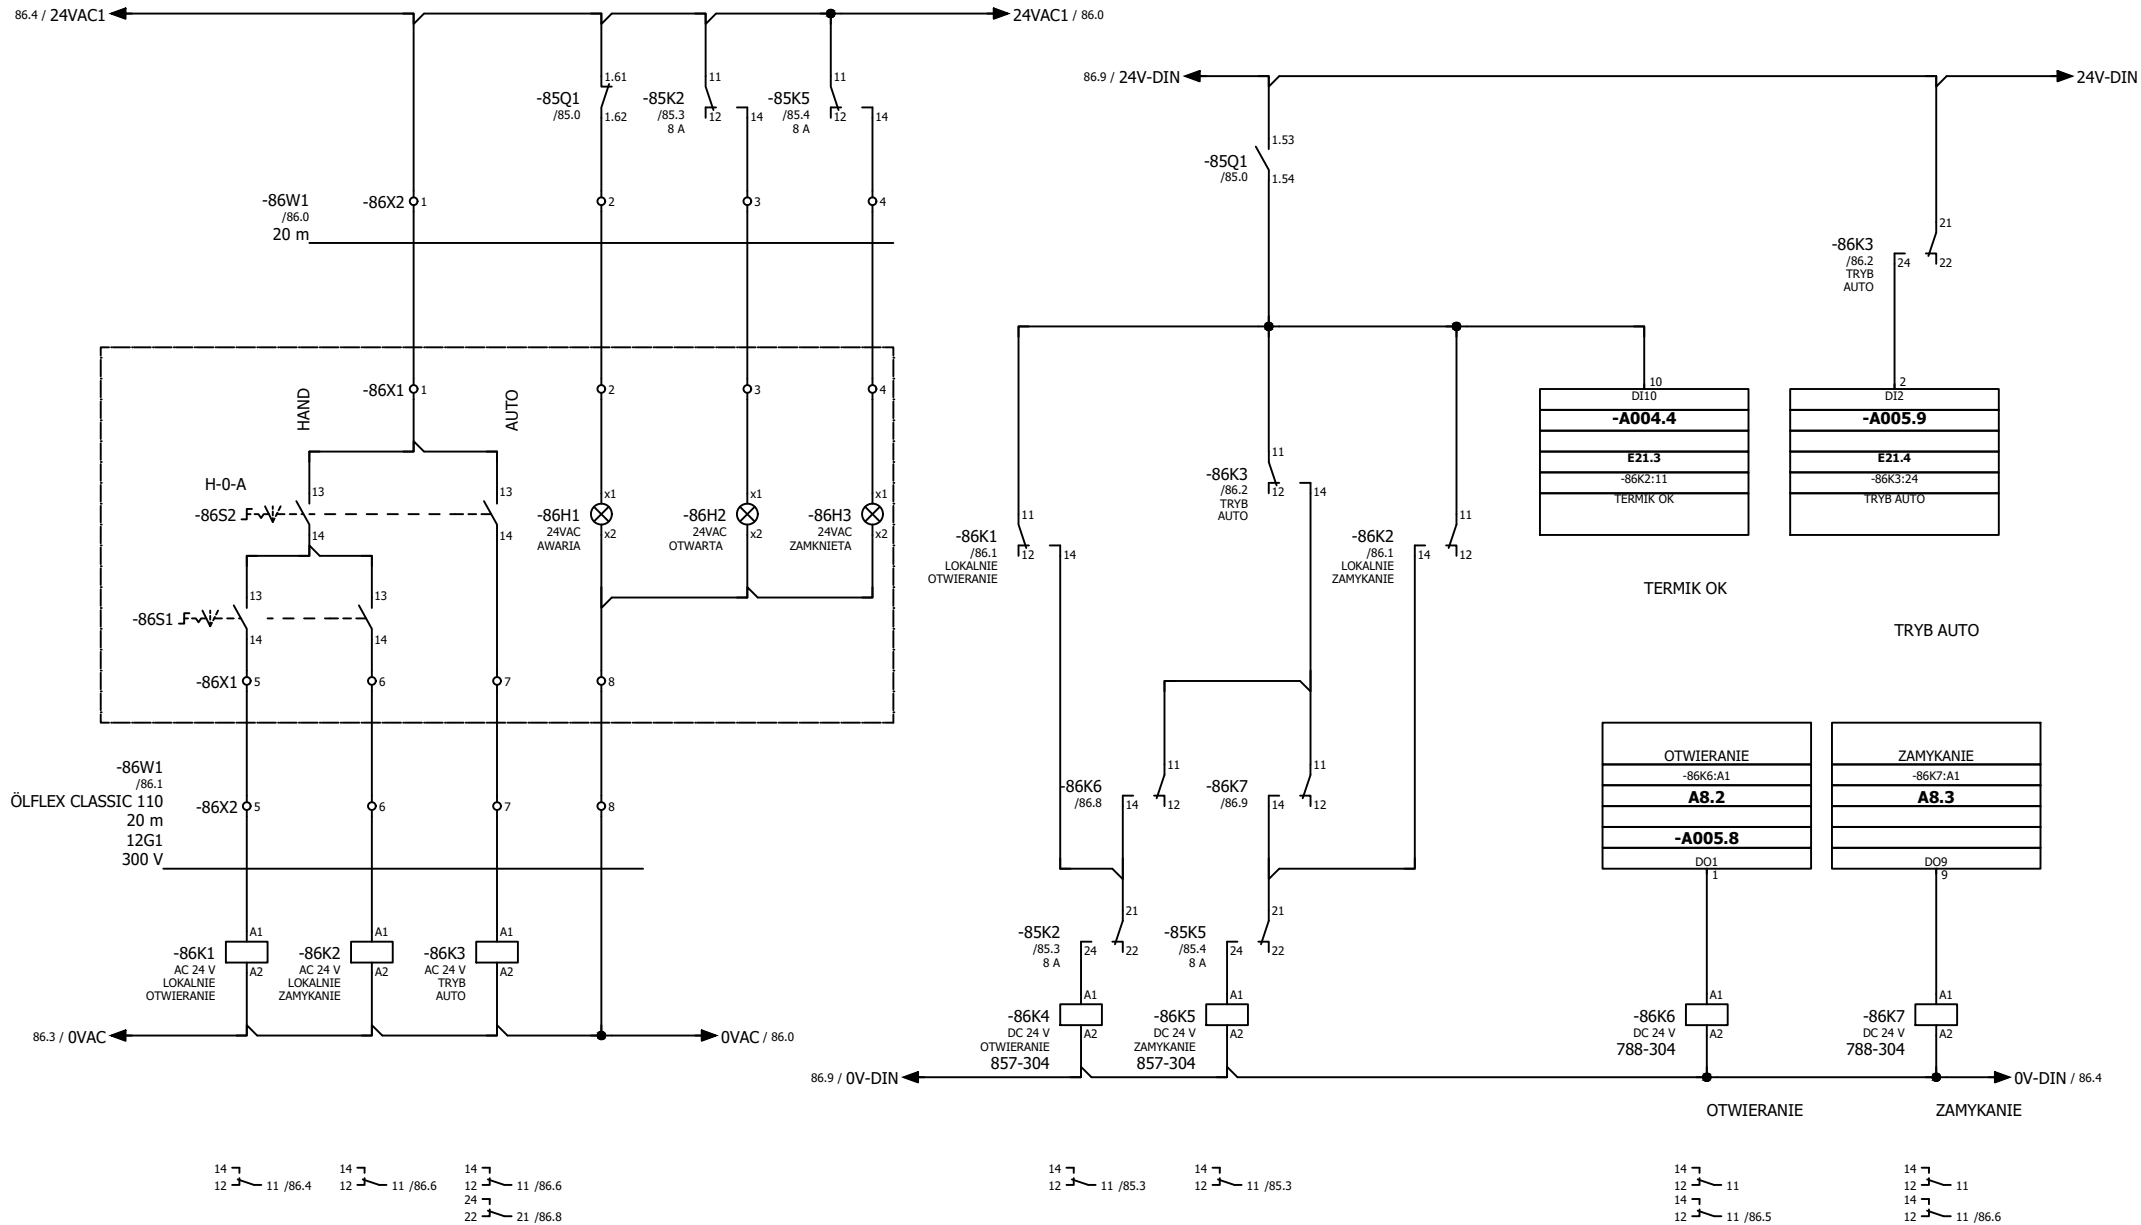 86.4 / 24VAC1
24VAC1 / 86.0
86.9 / 24V-DIN
24V-DIN
-85Q1
/85.0
1.61
1.62
-85K2
/85.3
8 A
11
12
14
-85K5
/85.4
8 A
11
12
14
-85Q1
/85.0
1.53
1.54
-86W1
/86.0
20 m
-86X2
1
2
3
4
-86K3
/86.2
TRYB
AUTO
21
24
22
HAND
AUTO
-86X1
1
2
3
4
10
DI10
-A004.4
E21.3
-86K2:11
TERMIK OK
2
DI2
-A005.9
E21.4
-86K3:24
TRYB AUTO
H-0-A
-86S2
13
14
13
14
-86H1
24VAC
AWARIA
x1
x2
-86H2
24VAC
OTWARTA
x1
x2
-86H3
24VAC
ZAMKNIETA
x1
x2
-86K3
/86.2
TRYB
AUTO
11
12
14
-86K1
/86.1
LOKALNIE
OTWIERANIE
11
12
14
-86K2
/86.1
LOKALNIE
ZAMYKANIE
11
14
12
TERMIK OK
TRYB AUTO
-86S1
13
14
13
14
-86X1
5
6
7
8
-86W1
/86.1
ÖLFLEX CLASSIC 110
20 m
12G1
300 V
-86X2
5
6
7
8
-86K6
/86.8
11
14
12
-86K7
/86.9
11
14
12
OTWIERANIE
-86K6:A1
A8.2
-A005.8
DO1
1
ZAMYKANIE
-86K7:A1
A8.3
DO9
9
-85K2
/85.3
8 A
21
24
22
-85K5
/85.4
8 A
21
24
22
-86K1
AC 24 V
LOKALNIE
OTWIERANIE
A1
A2
-86K2
AC 24 V
LOKALNIE
ZAMYKANIE
A1
A2
-86K3
AC 24 V
TRYB
AUTO
A1
A2
-86K4
DC 24 V
OTWIERANIE
857-304
A1
A2
-86K5
DC 24 V
ZAMYKANIE
857-304
A1
A2
-86K6
DC 24 V
788-304
A1
A2
-86K7
DC 24 V
788-304
A1
A2
86.3 / 0VAC
0VAC / 86.0
86.9 / 0V-DIN
0V-DIN / 86.4
OTWIERANIE
ZAMYKANIE
14
12 11 /86.4
14
12 11 /86.6
14
12 11 /86.6
24
22 21 /86.8
14
12 11 /85.3
14
12 11 /85.3
14
12 11
14
12 11 /86.5
14
12 11
14
12 11 /86.6